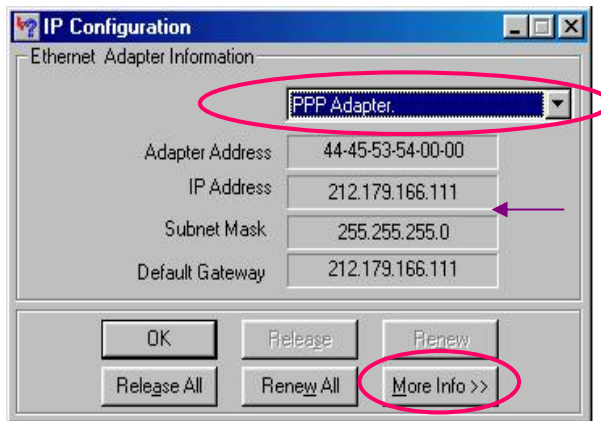 IP Configuration
Ethernet Adapter Information
PPP Adapter.
Adapter Address 44-45-53-54-00-00
IP Address 212.179.166.111
Subnet Mask 255.255.255.0
Default Gateway 212.179.166.111
OK Release Renew
Release All Renew All More Info >>